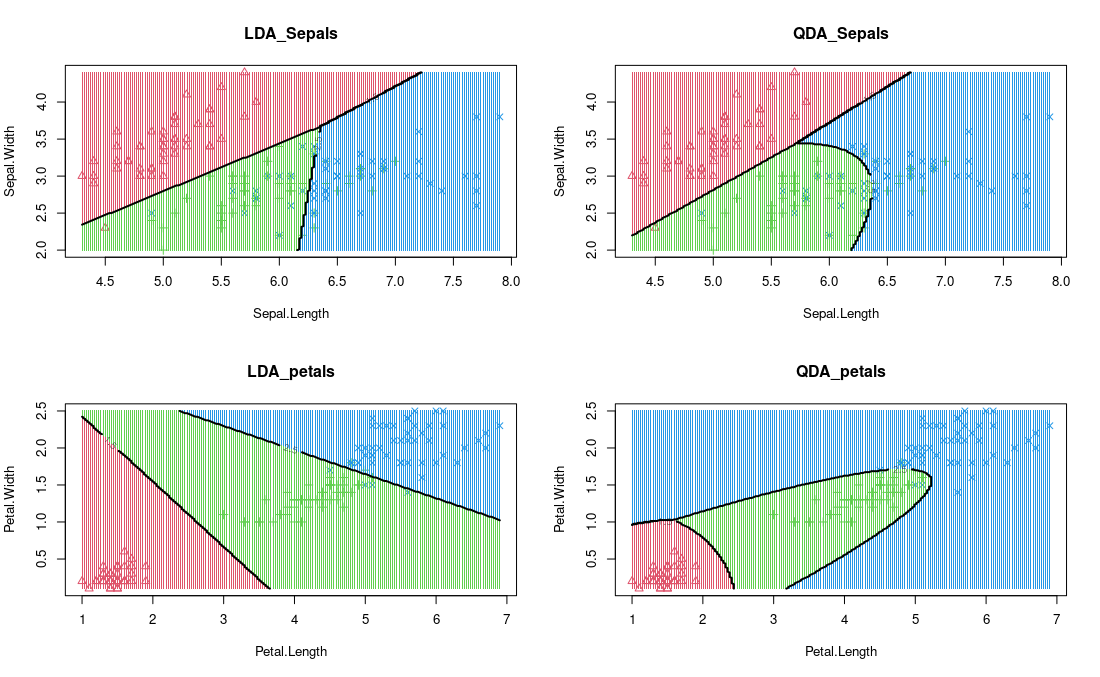 LDA_Sepals
QDA_Sepals
Sepal.Width
4.0
3.5
3.0
2.5
2.0
4.5 5.0 5.5 6.0 6.5 7.0 7.5 8.0
Sepal.Length
Sepal.Width
4.0
3.5
3.0
2.5
2.0
4.5 5.0 5.5 6.0 6.5 7.0 7.5 8.0
Sepal.Length
LDA_petals
QDA_petals
Petal.Width
2.5
2.0
1.5
1.0
0.5
1 2 3 4 5 6 7
Petal.Length
Petal.Width
2.5
2.0
1.5
1.0
0.5
1 2 3 4 5 6 7
Petal.Length